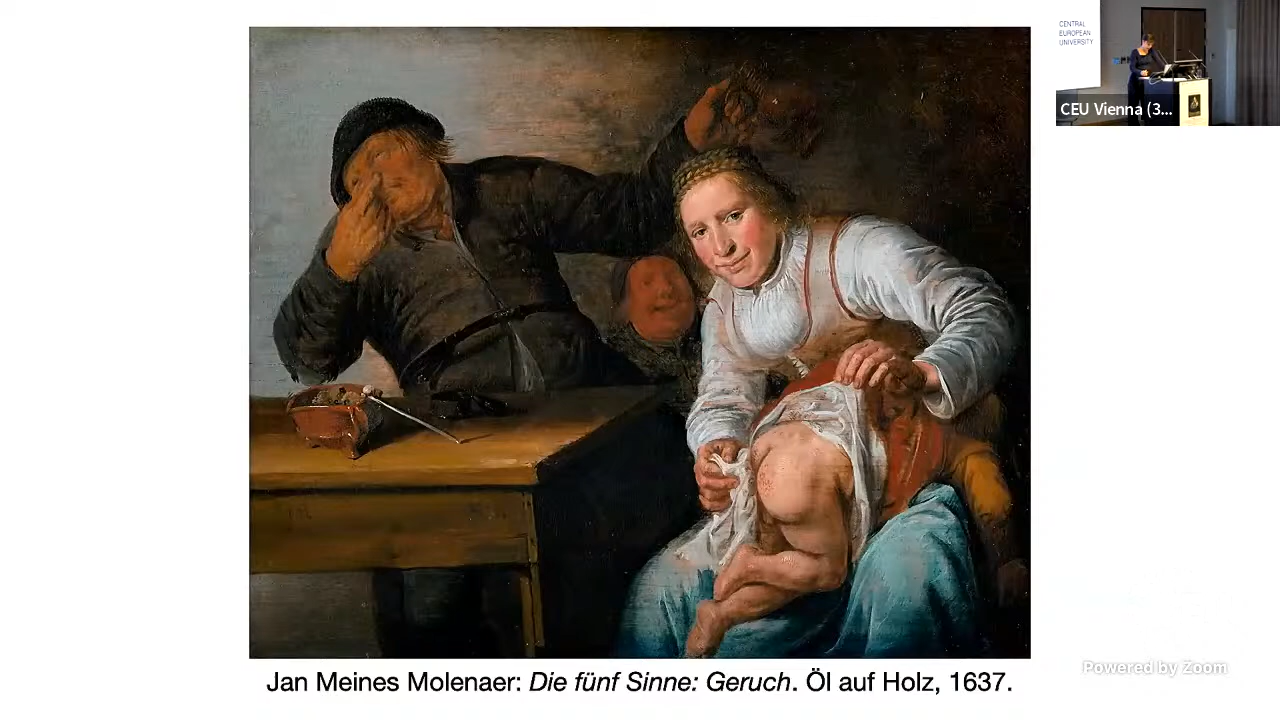 CENTRAL
EUROPEAN
UNIVERSITY
CEU Vienna (3...
Jan Meines Molenaer: Die fünf Sinne: Geruch. Öl auf Holz, 1637.
Powered by Zoom